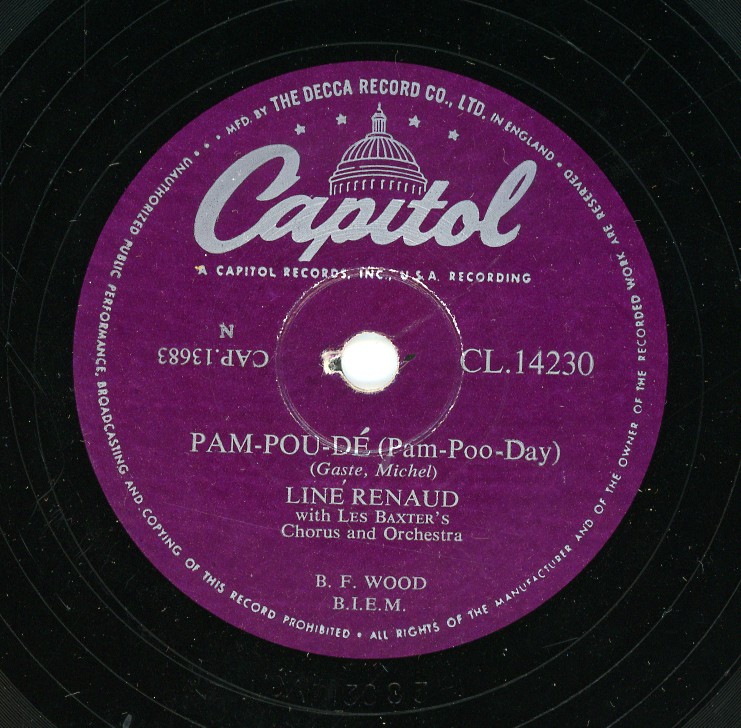 MFD. BY THE DECCA RECORD CO., LTD. IN ENGLAND • ALL RIGHTS OF THE MANUFACTURER AND OF THE OWNER OF THE RECORDED WORK ARE RESERVED
UNAUTHORIZED PUBLIC PERFORMANCE, BROADCASTING AND COPYING OF THIS RECORD PROHIBITED •
Capitol
A CAPITOL RECORDS, INC., U.S.A. RECORDING
N
CAP.13683
CL.14230
PAM-POU-DÉ (Pam-Poo-Day)
(Gaste, Michel)
LINÉ RENAUD
with LES BAXTER'S
Chorus and Orchestra
B. F. WOOD
B.I.E.M.